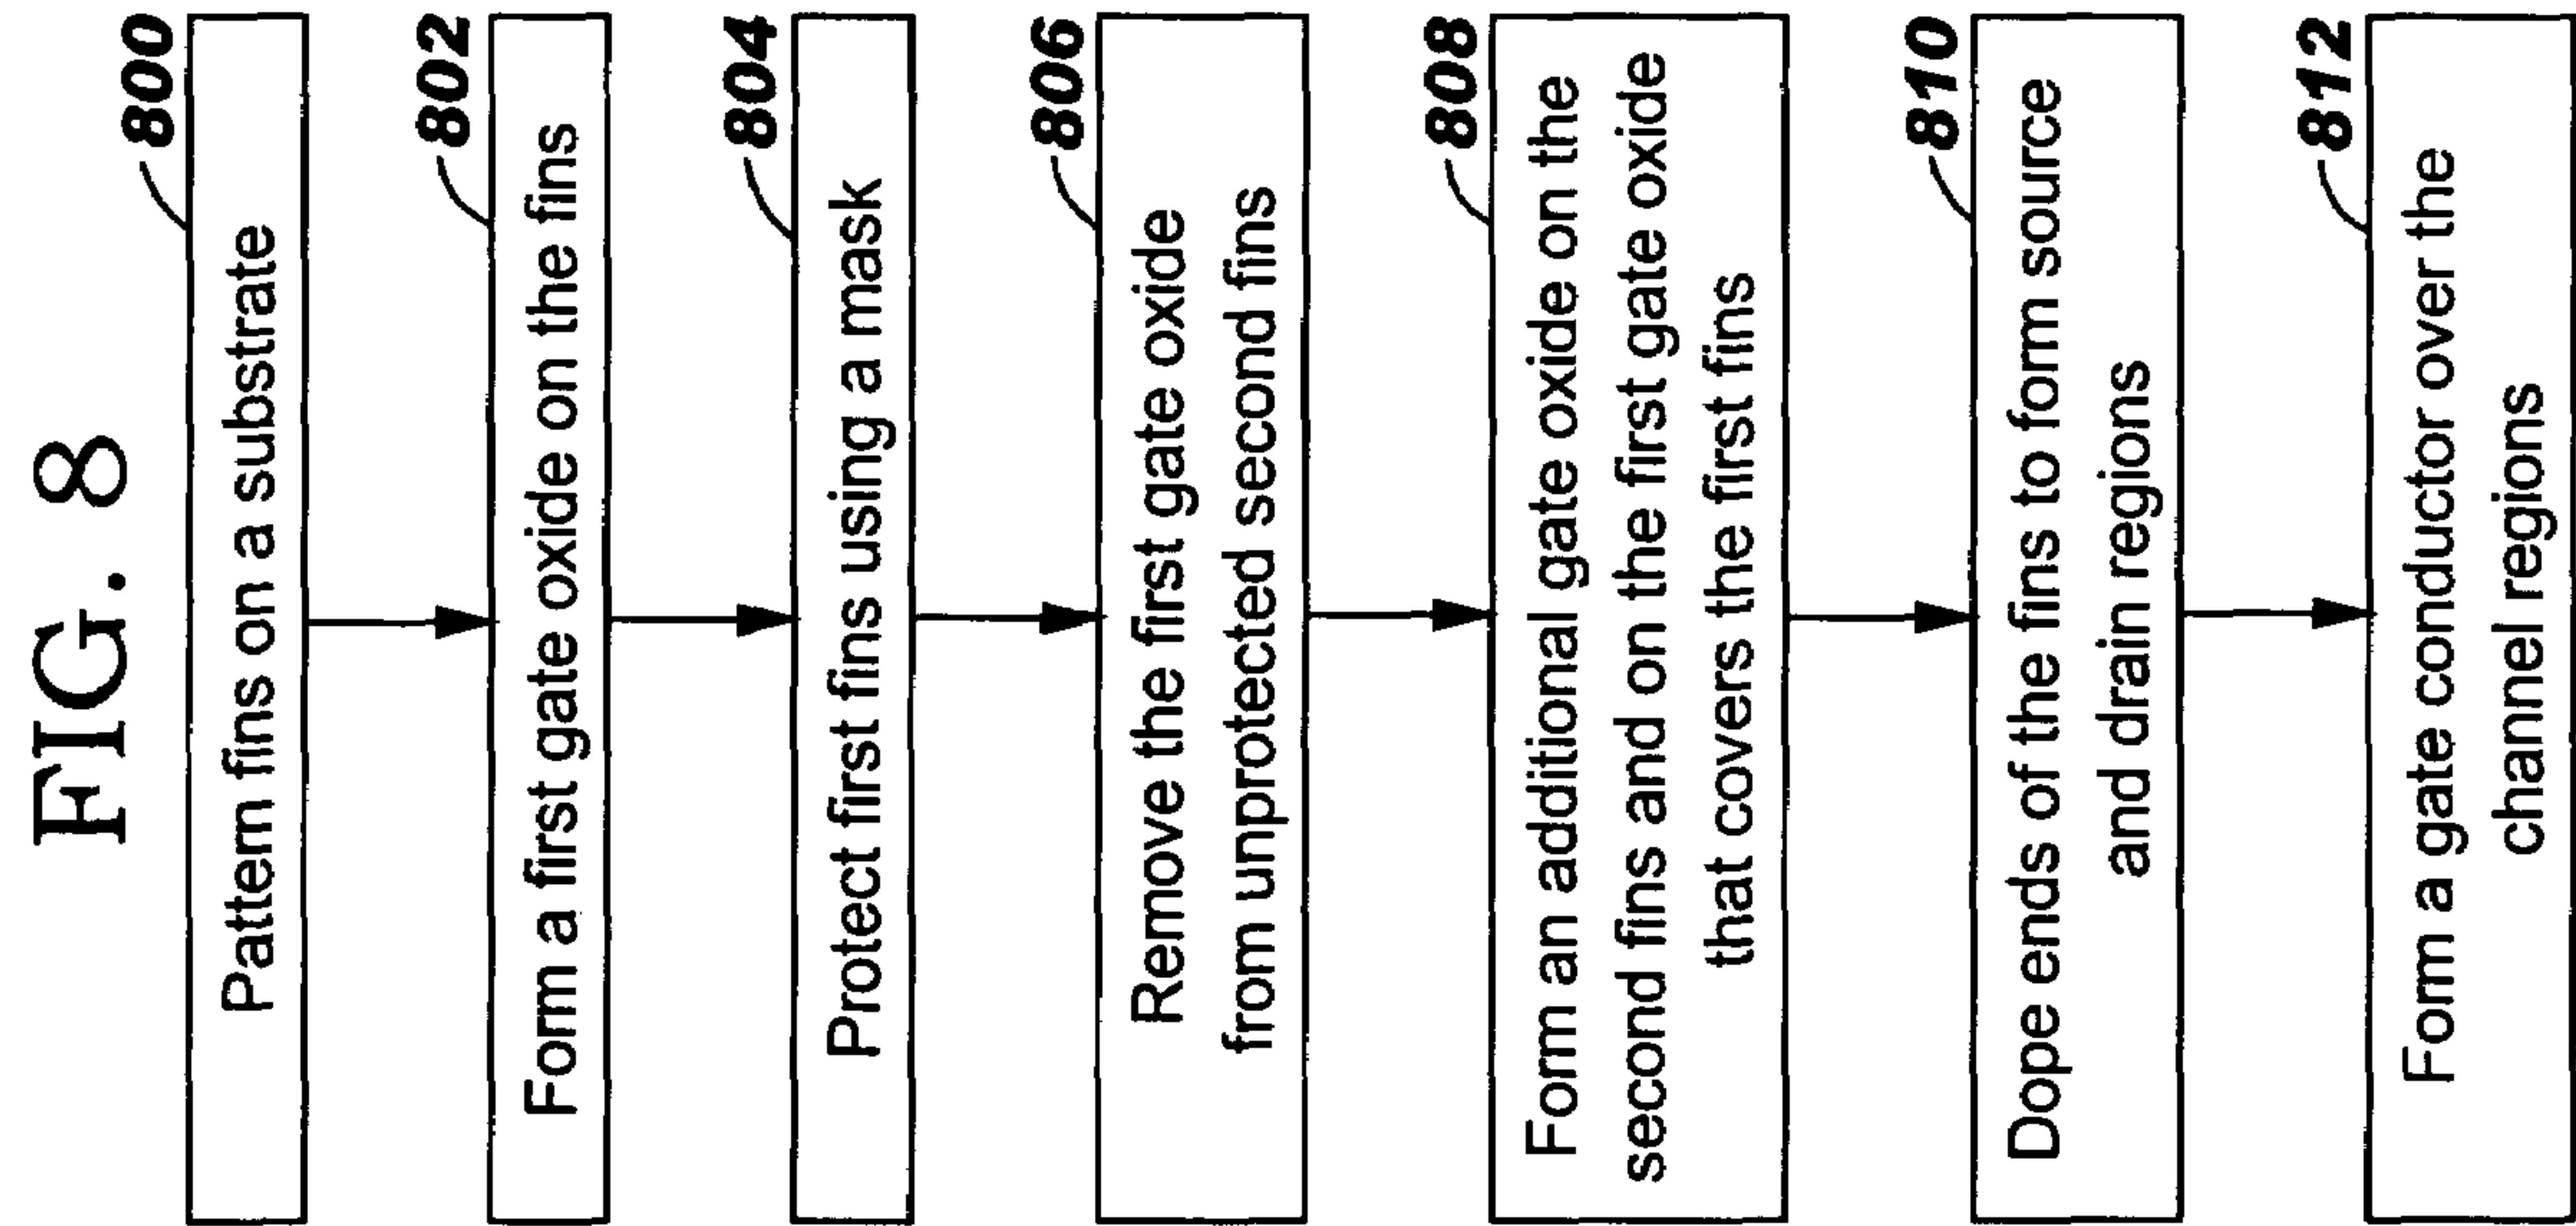 FIG. 8
800
Pattern fins on a substrate
802
Form a first gate oxide on the fins
804
Protect first fins using a mask
806
Remove the first gate oxide
from unprotected second fins
808
Form an additional gate oxide on the
second fins and on the first gate oxide
that covers the first fins
810
Dope ends of the fins to form source
and drain regions
812
Form a gate conductor over the
channel regions